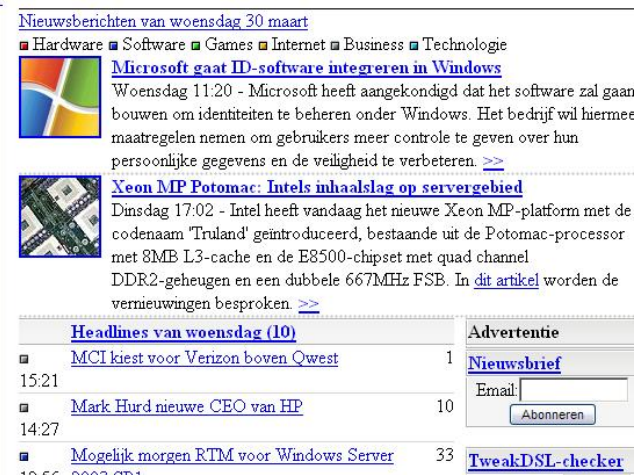 Nieuwsberichten van woensdag 30 maart
Hardware Software Games Internet Business Technologie
Microsoft gaat ID-software integreren in Windows
Woensdag 11:20 - Microsoft heeft aangekondigd dat het software zal gaan
bouwen om identiteiten te beheren onder Windows. Het bedrijf wil hiermee
maatregelen nemen om gebruikers meer controle te geven over hun
persoonlijke gegevens en de veiligheid te verbeteren. >>
Xeon MP Potomac: Intels inhaalslag op servergebied
Dinsdag 17:02 - Intel heeft vandaag het nieuwe Xeon MP-platform met de
codenaam 'Truland' geïntroduceerd, bestaande uit de Potomac-processor
met 8MB L3-cache en de E8500-chipset met quad channel
DDR2-geheugen en een dubbele 667MHz FSB. In dit artikel worden de
vernieuwingen besproken. >>
Headlines van woensdag (10)
MCI kiest voor Verizon boven Qwest 1
15:21
Mark Hurd nieuwe CEO van HP 10
14:27
Mogelijk morgen RTM voor Windows Server 33
Advertentie
Nieuwsbrief
Email:
Abonneren
TweakDSL-checker